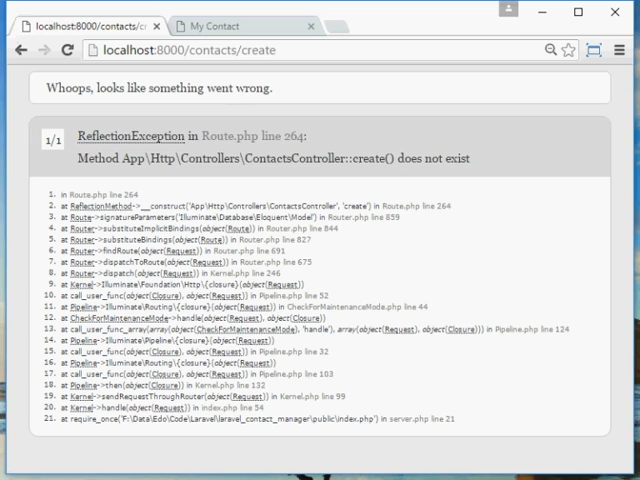 localhost:8000/contacts/cr
My Contact
localhost:8000/contacts/create
Whoops, looks like something went wrong.
1/1
ReflectionException in Route.php line 264:
Method App\Http\Controllers\ContactsController::create() does not exist
1. in Route.php line 264
2. at ReflectionMethod->__construct('App\Http\Controllers\ContactsController', 'create') in Route.php line 264
3. at Route->signatureParameters('Illuminate\Database\Eloquent\Model') in Router.php line 859
4. at Router->substituteImplicitBindings(object(Route)) in Router.php line 844
5. at Router->substituteBindings(object(Route)) in Router.php line 827
6. at Router->findRoute(object(Request)) in Router.php line 691
7. at Router->dispatchToRoute(object(Request)) in Router.php line 675
8. at Router->dispatch(object(Request)) in Kernel.php line 246
9. at Kernel->Illuminate\Foundation\Http\{closure}(object(Request))
10. at call_user_func(object(Closure), object(Request)) in Pipeline.php line 52
11. at Pipeline->Illuminate\Routing\{closure}(object(Request)) in CheckForMaintenanceMode.php line 44
12. at CheckForMaintenanceMode->handle(object(Request), object(Closure))
13. at call_user_func_array(array(object(CheckForMaintenanceMode), 'handle'), array(object(Request), object(Closure))) in Pipeline.php line 124
14. at Pipeline->Illuminate\Pipeline\{closure}(object(Request))
15. at call_user_func(object(Closure), object(Request)) in Pipeline.php line 32
16. at Pipeline->Illuminate\Routing\{closure}(object(Request))
17. at call_user_func(object(Closure), object(Request)) in Pipeline.php line 103
18. at Pipeline->then(object(Closure)) in Kernel.php line 132
19. at Kernel->sendRequestThroughRouter(object(Request)) in Kernel.php line 99
20. at Kernel->handle(object(Request)) in index.php line 54
21. at require_once('F:\Data\Edo\Code\Laravel\laravel_contact_manager\public\index.php') in server.php line 21